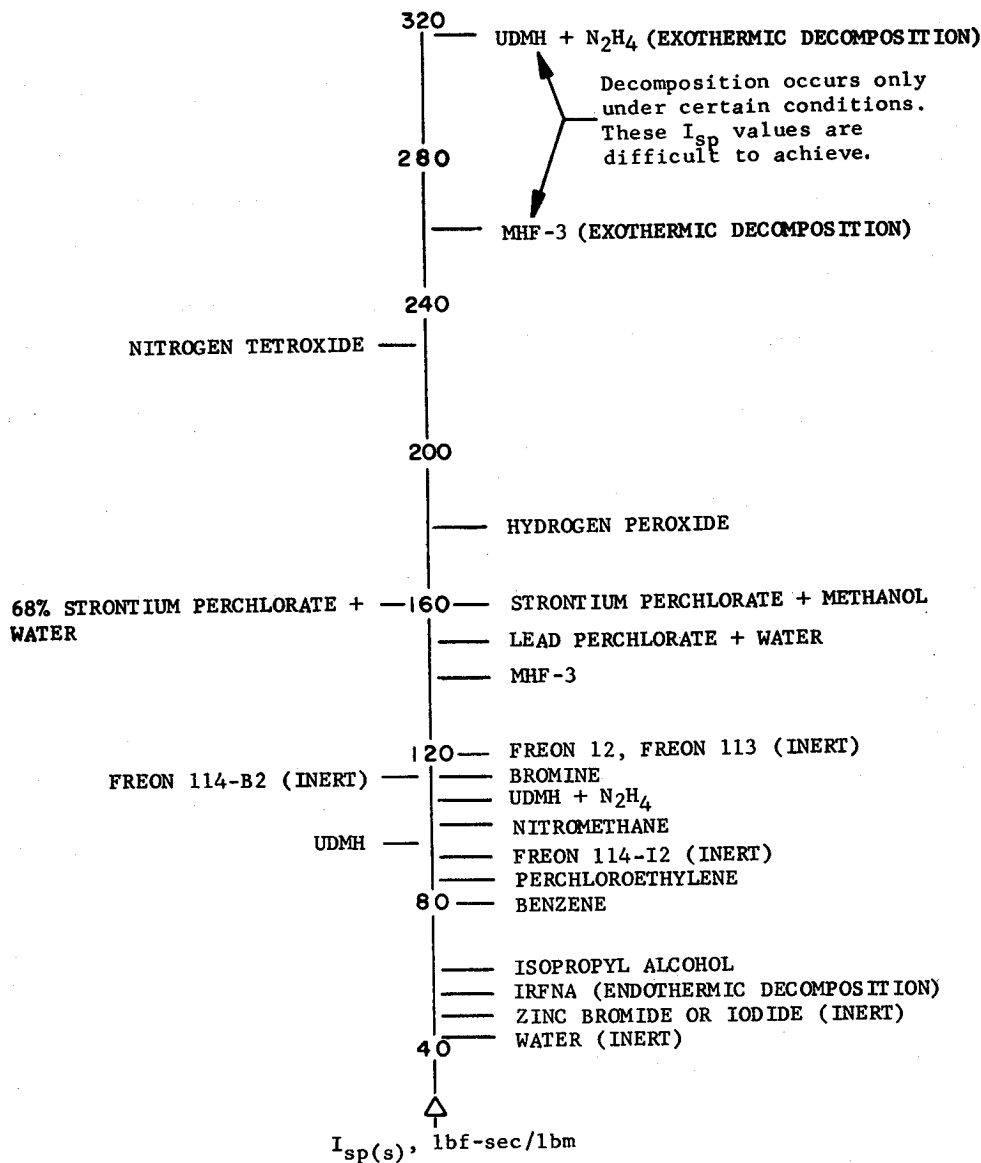 320
UDMH + N2H4 (EXOTHERMIC DECOMPOSITION)
Decomposition occurs only
under certain conditions.
These Isp values are
difficult to achieve.
280
MHF-3 (EXOTHERMIC DECOMPOSITION)
240
NITROGEN TETROXIDE
200
HYDROGEN PEROXIDE
68% STRONTIUM PERCHLORATE +
WATER
160
STRONTIUM PERCHLORATE + METHANOL
LEAD PERCHLORATE + WATER
MHF-3
120
FREON 12, FREON 113 (INERT)
FREON 114-B2 (INERT)
BROMINE
UDMH + N2H4
NITROMETHANE
UDMH
FREON 114-I2 (INERT)
PERCHLOROETHYLENE
80
BENZENE
ISOPROPYL ALCOHOL
IRFNA (ENDOTHERMIC DECOMPOSITION)
ZINC BROMIDE OR IODIDE (INERT)
WATER (INERT)
40
Isp(s), lbf-sec/lbm